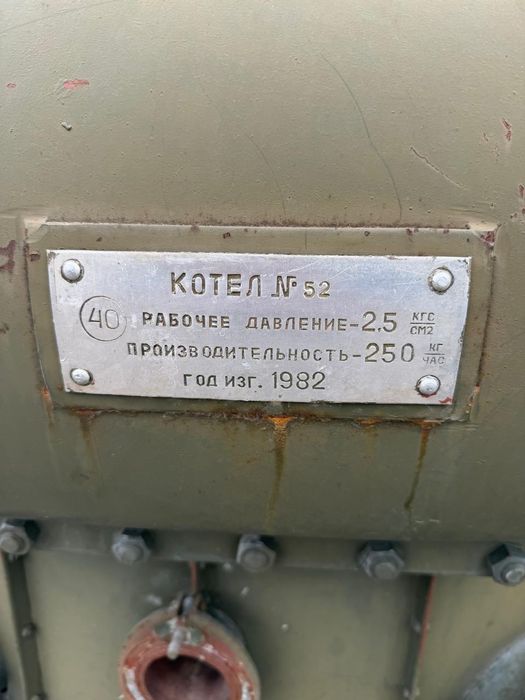 КОТЕЛ № 52
40 РАБОЧЕЕ ДАВЛЕНИЕ-2.5 КГС/СМ2
ПРОИЗВОДИТЕЛЬНОСТЬ-250 КГ/ЧАС
ГОД ИЗГ. 1982